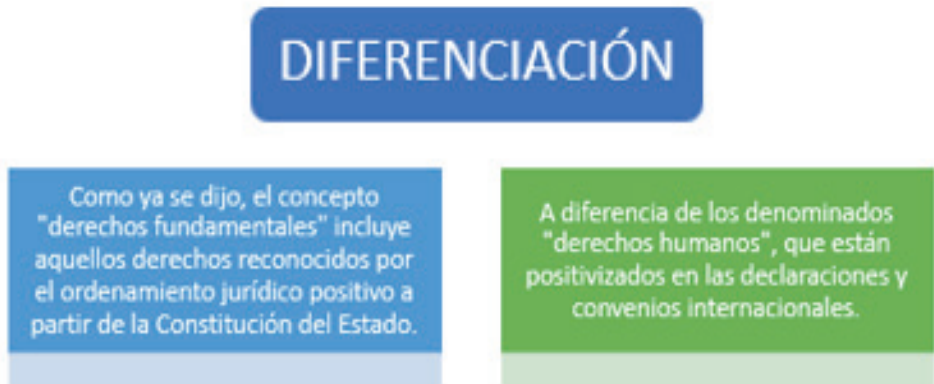 DIFERENCIACIÓN
Como ya se dijo, el concepto
"derechos fundamentales" incluye
aquellos derechos reconocidos por
el ordenamiento jurídico positivo a
partir de la Constitución del Estado.
A diferencia de los denominados
"derechos humanos", que están
positivizados en las declaraciones y
convenios internacionales.